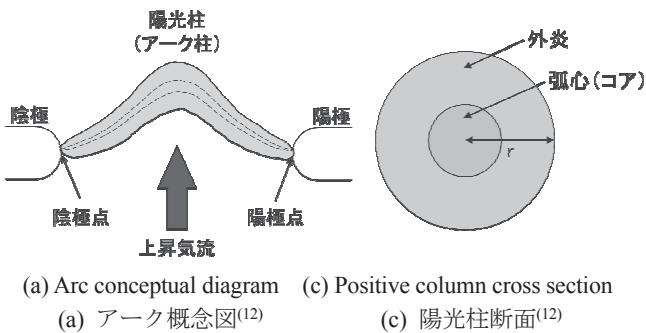 陽光柱
(アーク柱)
陰極
陽極
陰極点
陽極点
上昇気流
外炎
弧心(コア)
r
(a) Arc conceptual diagram
(a) アーク概念図(12)
(c) Positive column cross section
(c) 陽光柱断面(12)